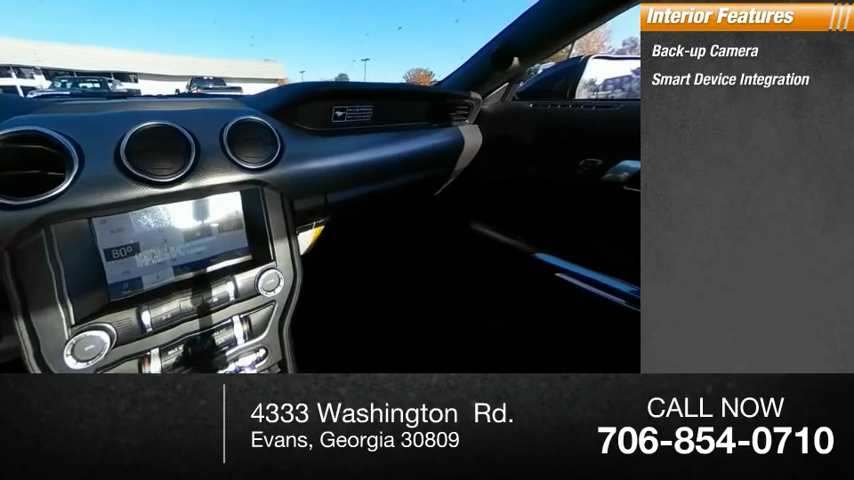 Interior Features
Back-up Camera
Smart Device Integration
80°
4333 Washington Rd.
Evans, Georgia 30809
CALL NOW
706-854-0710